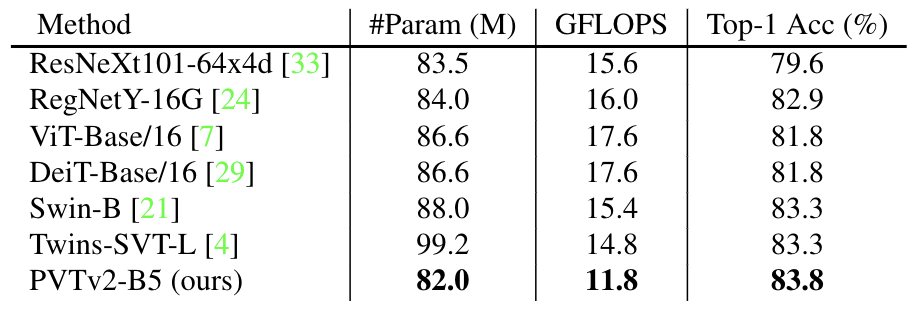 Method #Param (M) GFLOPS Top-1 Acc (%)
ResNeXt101-64x4d [33] 83.5 15.6 79.6
RegNetY-16G [24] 84.0 16.0 82.9
ViT-Base/16 [7] 86.6 17.6 81.8
DeiT-Base/16 [29] 86.6 17.6 81.8
Swin-B [21] 88.0 15.4 83.3
Twins-SVT-L [4] 99.2 14.8 83.3
PVTv2-B5 (ours) 82.0 11.8 83.8